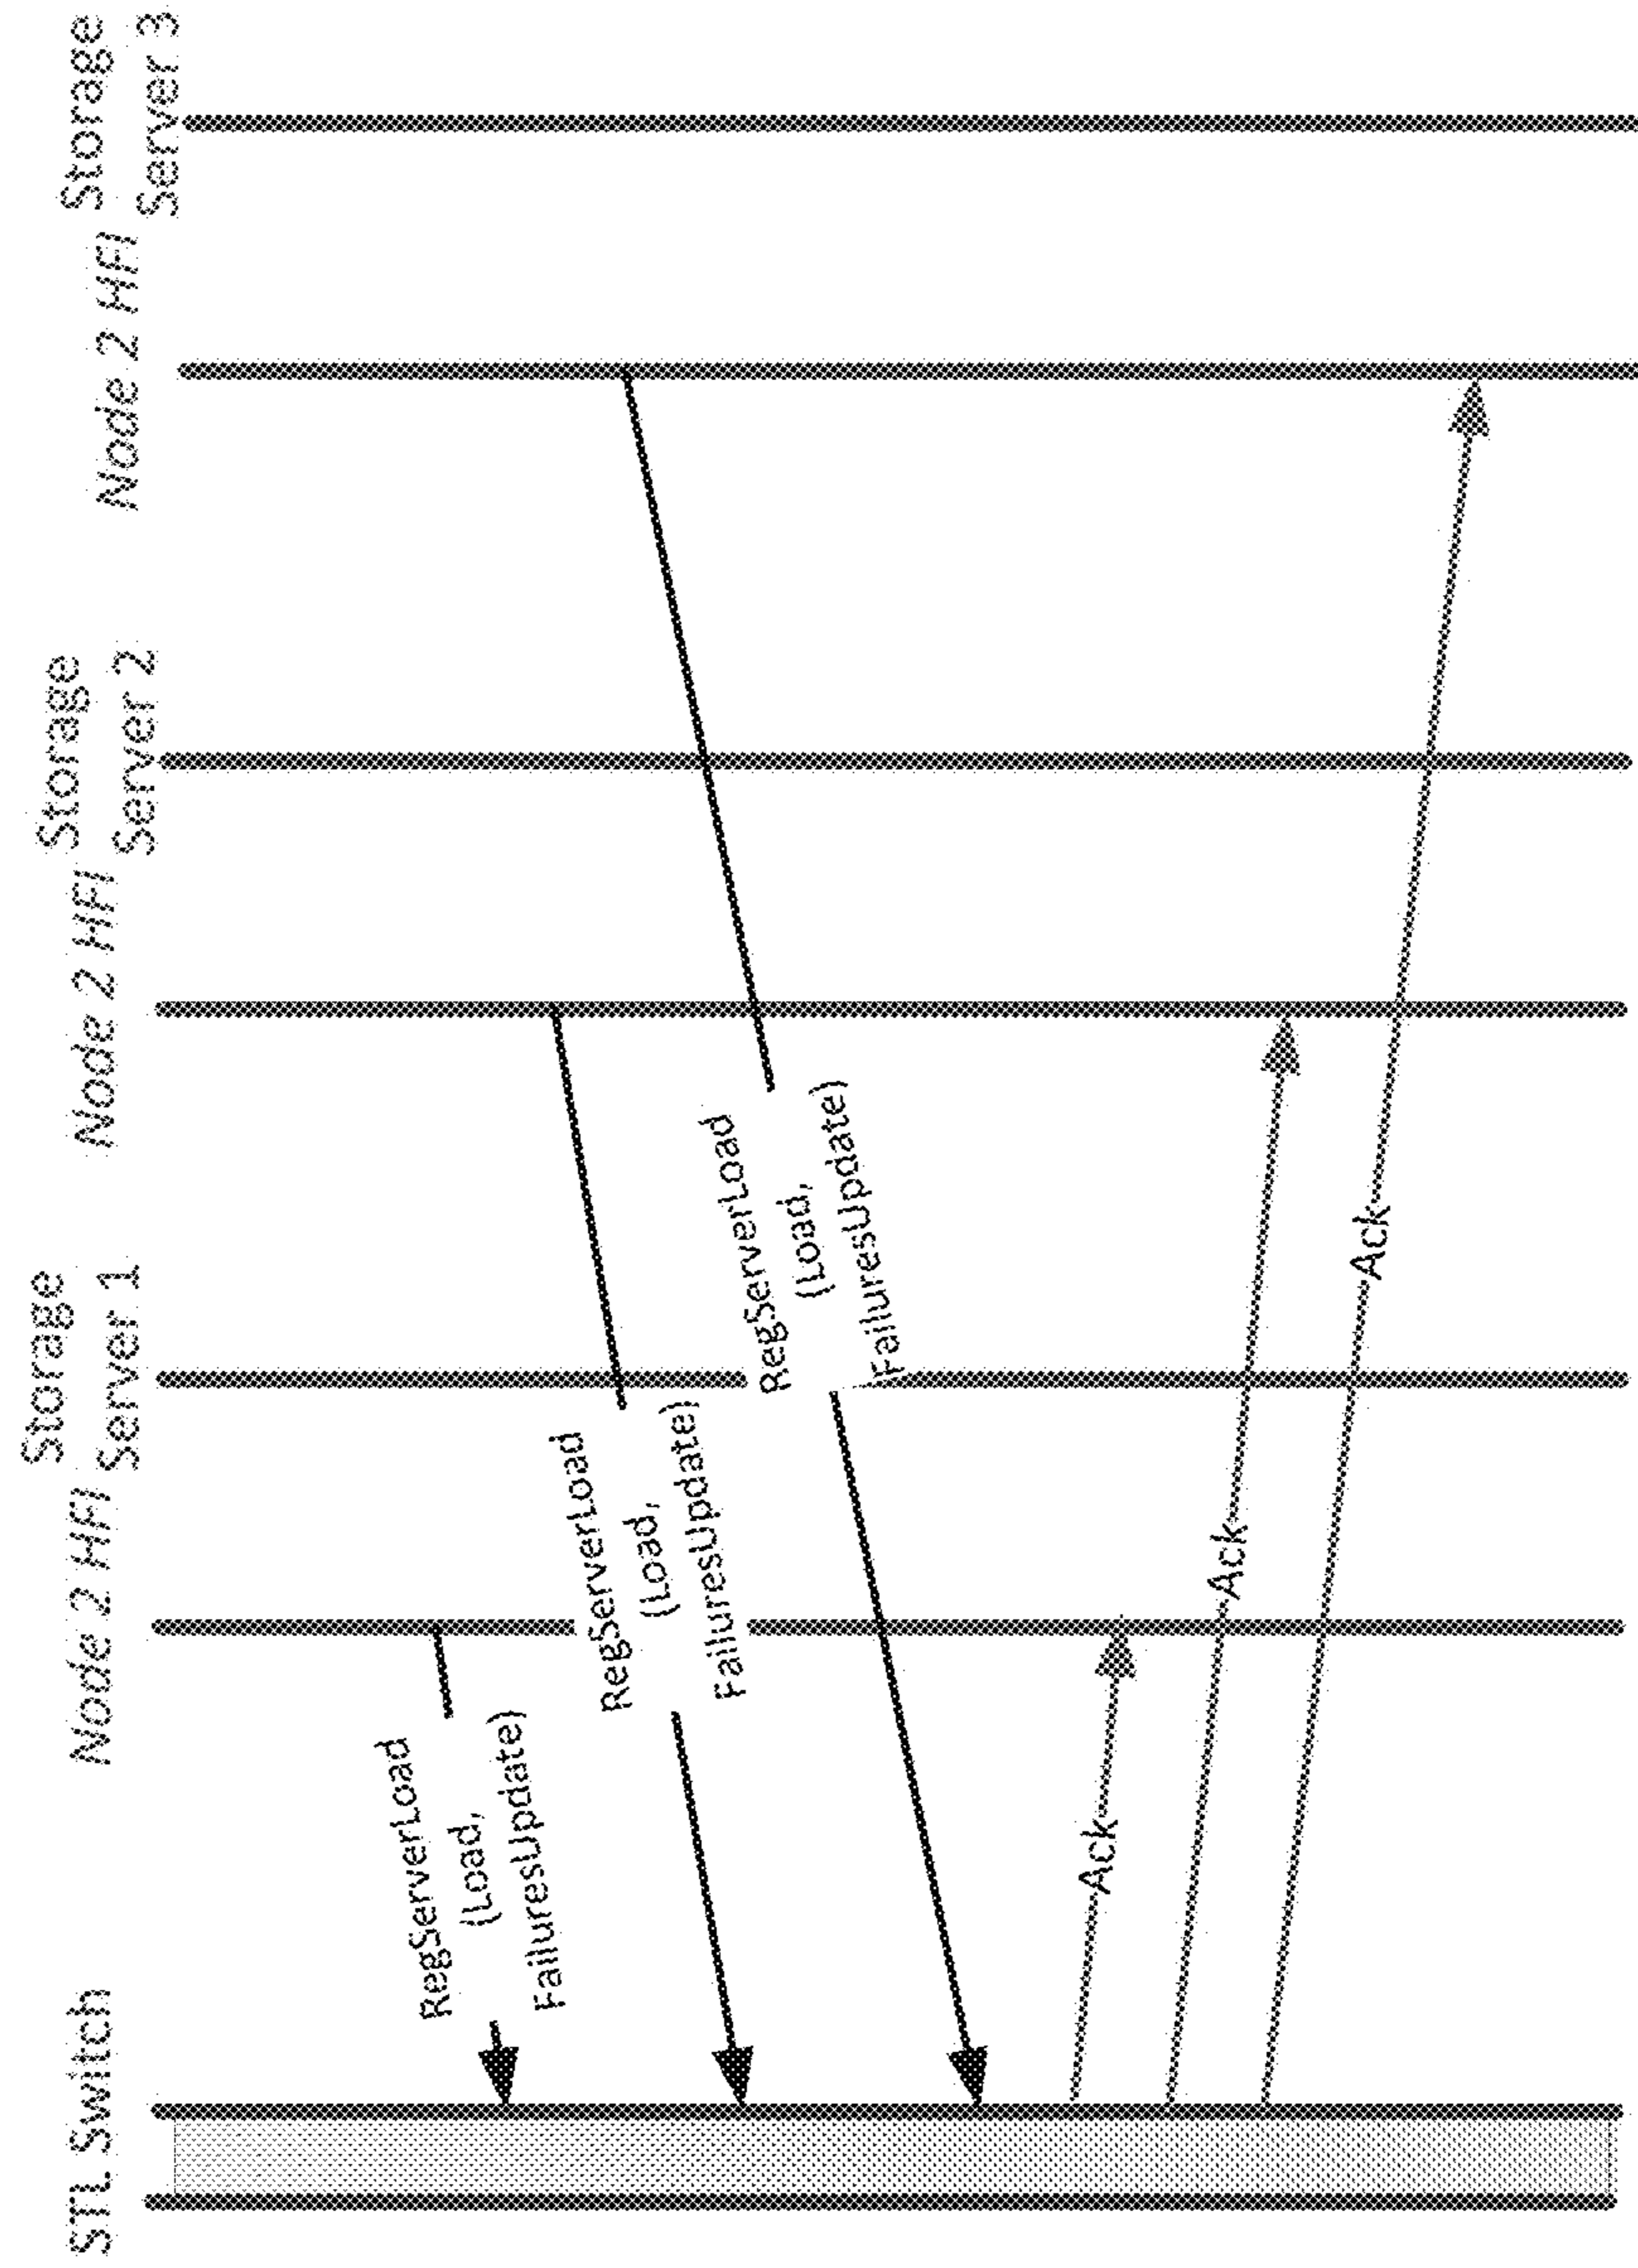 STL Switch
Node 2 HFI
Storage
Server 1
Node 2 HFI
Storage
Server 2
Node 2 HFI
Storage
Server 3
RegServerLoad
(Load,
FailuresUpdate)
RegServerLoad
(Load,
FailuresUpdate)
RegServerLoad
(Load,
FailuresUpdate)
Ack
Ack
Ack